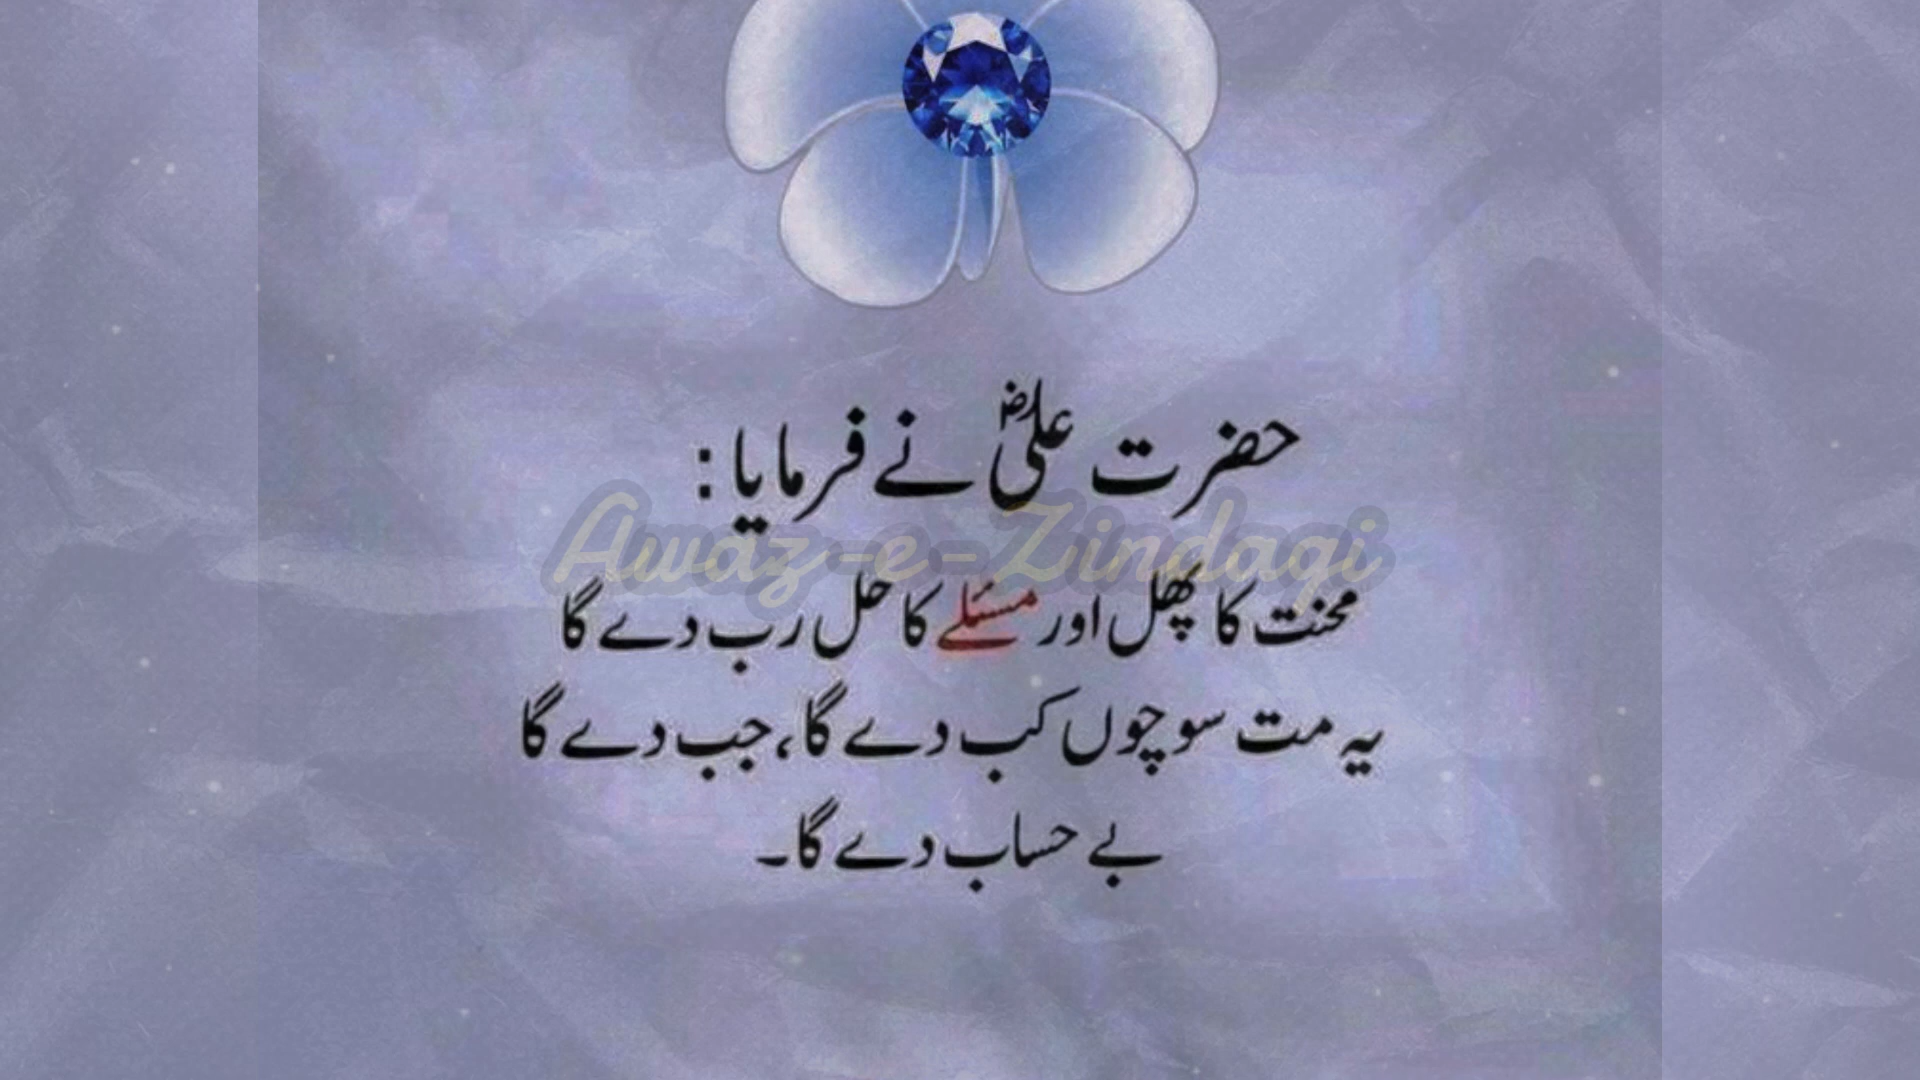 حضرت علیؓ نے فرمایا :
Awaz-e-Zindagi
محنت کا پھل اور مسئلے کا حل رب دے گا
یہ مت سوچوں کب دے گا، جب دے گا
بے حساب دے گا۔